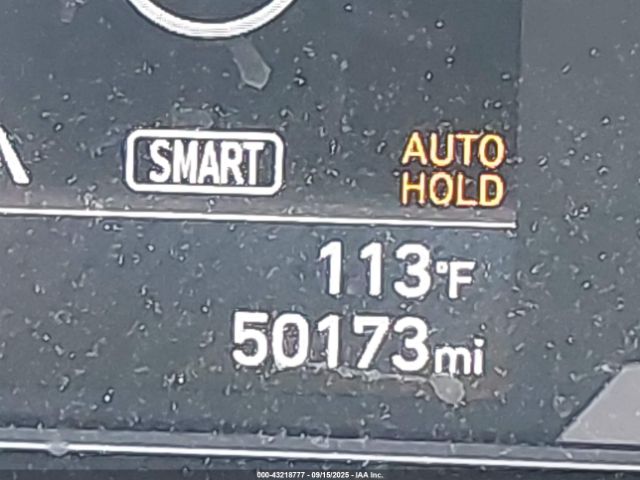 SMART
AUTO
HOLD
113°F
50173mi
000-43218777 - 09/15/2025 - IAA Inc.